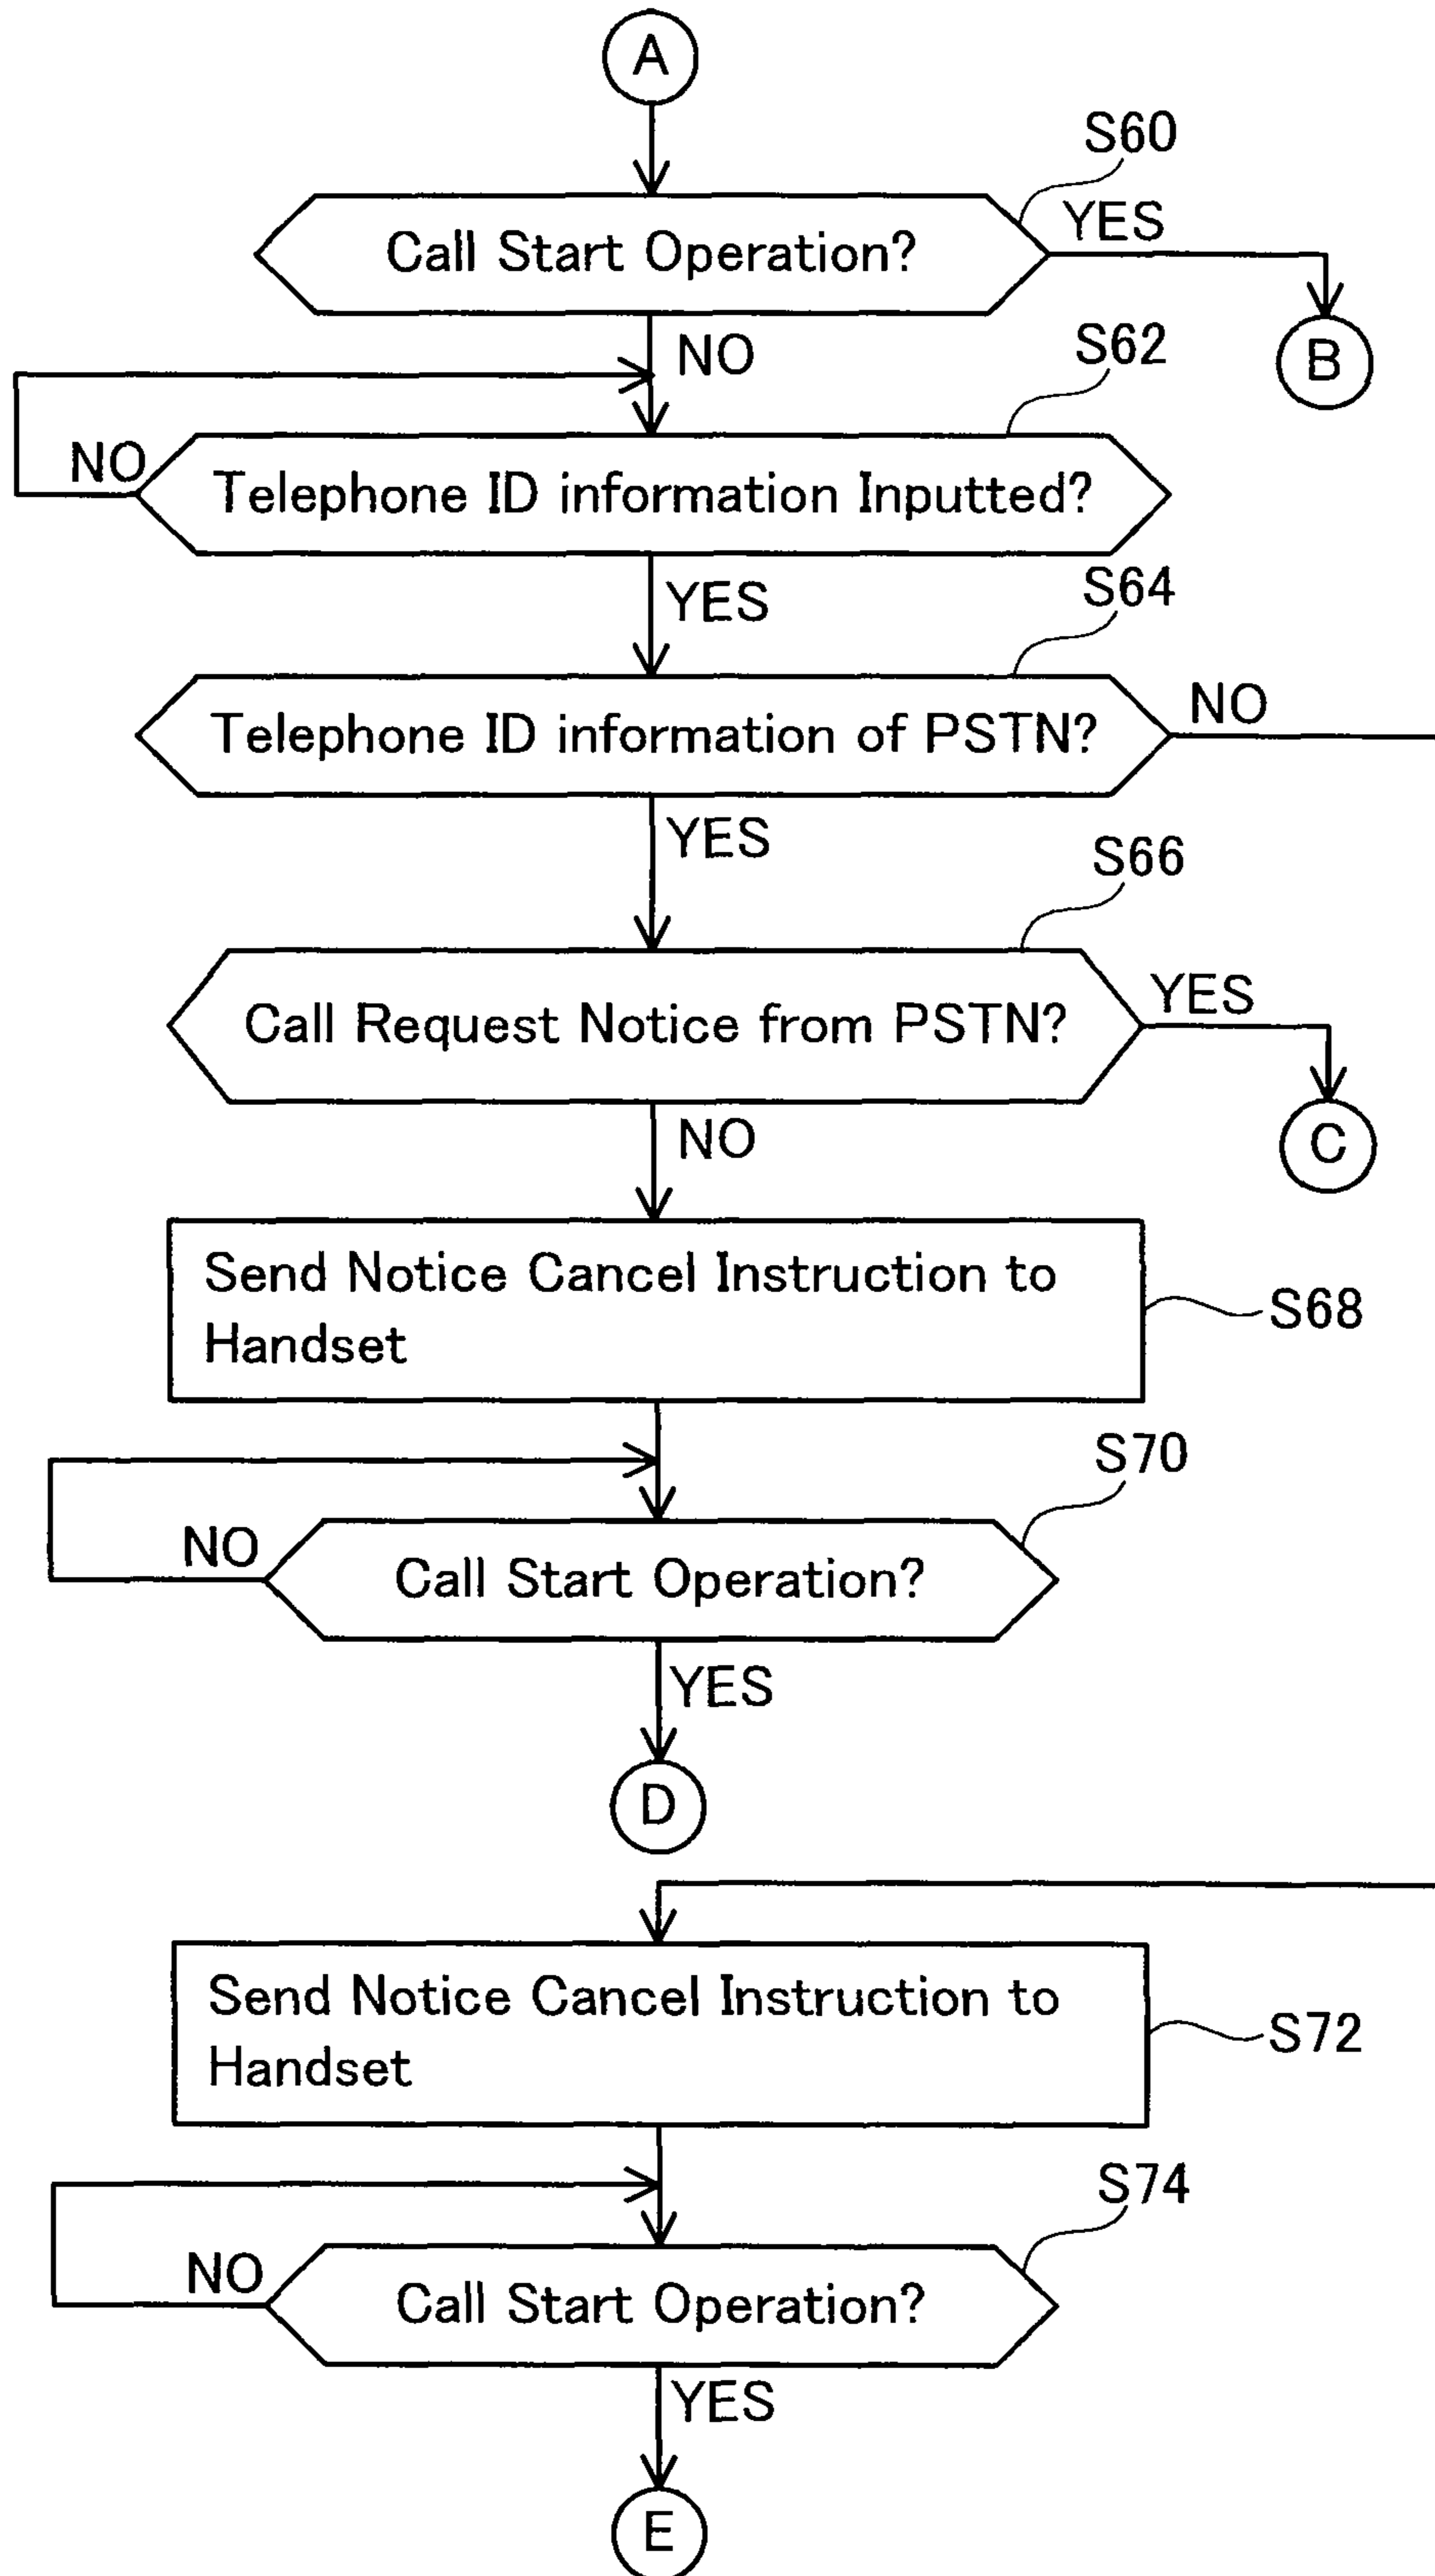 A
S60
Call Start Operation?
YES
B
NO
S62
NO
Telephone ID information Inputted?
YES
S64
Telephone ID information of PSTN?
NO
YES
S66
Call Request Notice from PSTN?
YES
C
NO
Send Notice Cancel Instruction to
Handset
S68
S70
NO
Call Start Operation?
YES
D
Send Notice Cancel Instruction to
Handset
S72
S74
NO
Call Start Operation?
YES
E